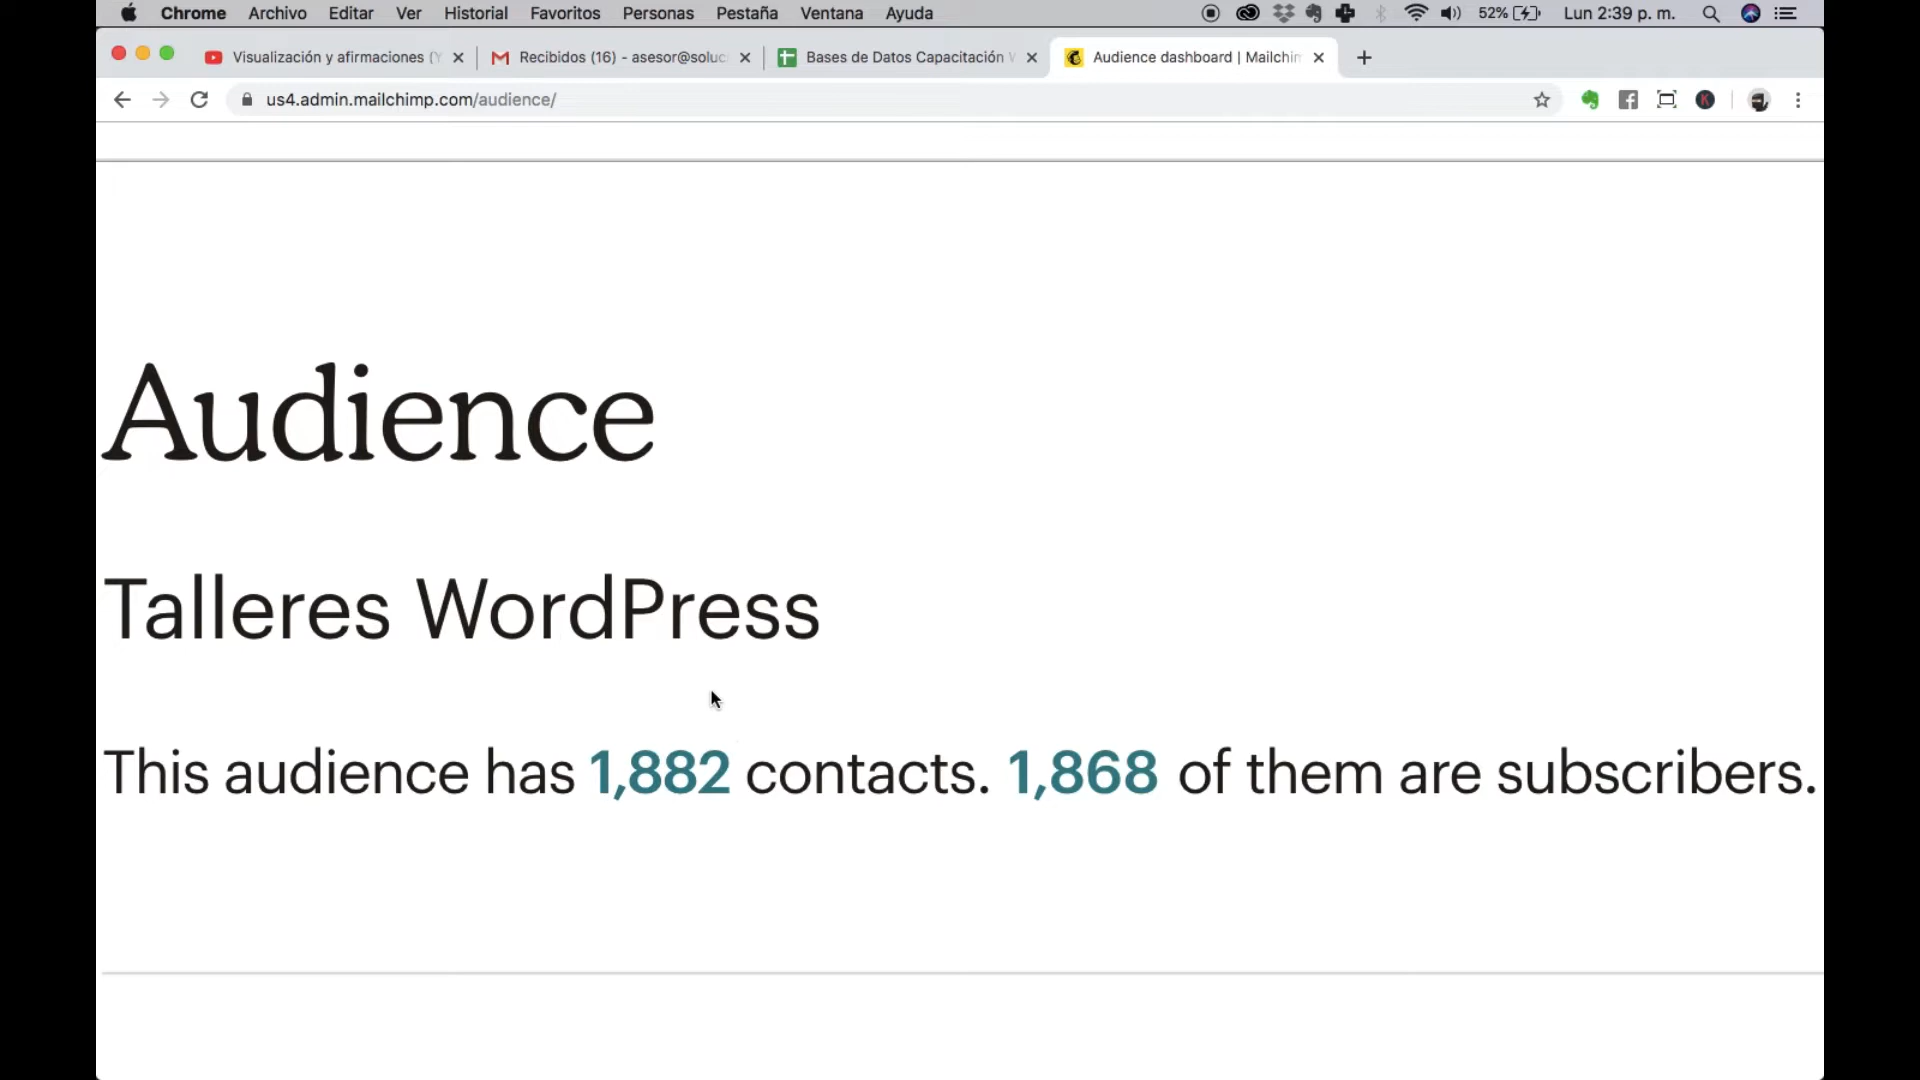 Chrome Archivo Editar Ver Historial Favoritos Personas Pestaña Ventana Ayuda 52% Lun 2:39 p. m.
Visualización y afirmaciones (Y Recibidos (16) - asesor@soluc Bases de Datos Capacitación Audience dashboard | Mailchim
us4.admin.mailchimp.com/audience/
Audience
Talleres WordPress
This audience has 1,882 contacts. 1,868 of them are subscribers.